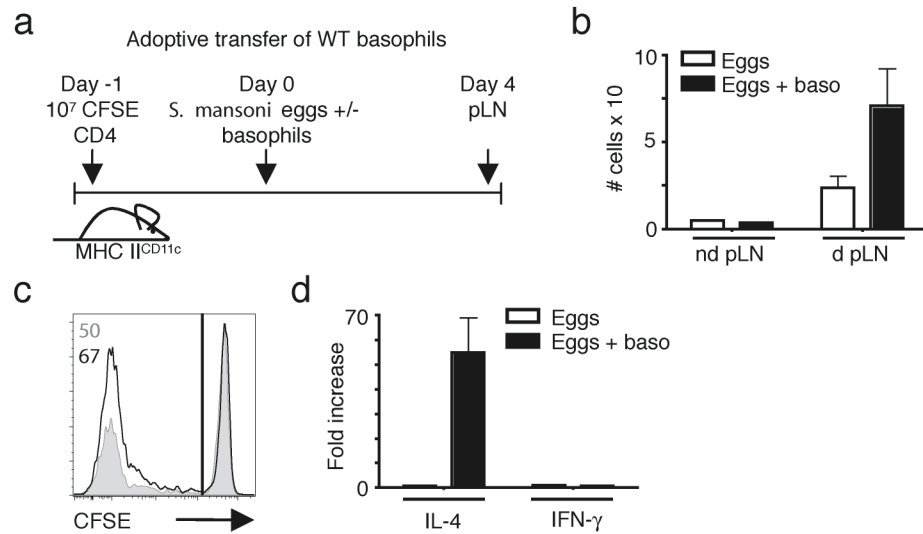 a
Adoptive transfer of WT basophils
Day -1
10⁷ CFSE
CD4
Day 0
S. mansoni eggs +/-
basophils
Day 4
pLN
MHC IICD11c
b
# cells x 10
10
5
0
Eggs
Eggs + baso
nd pLN
d pLN
c
50
67
CFSE
d
Fold increase
70
0
Eggs
Eggs + baso
IL-4
IFN-γ